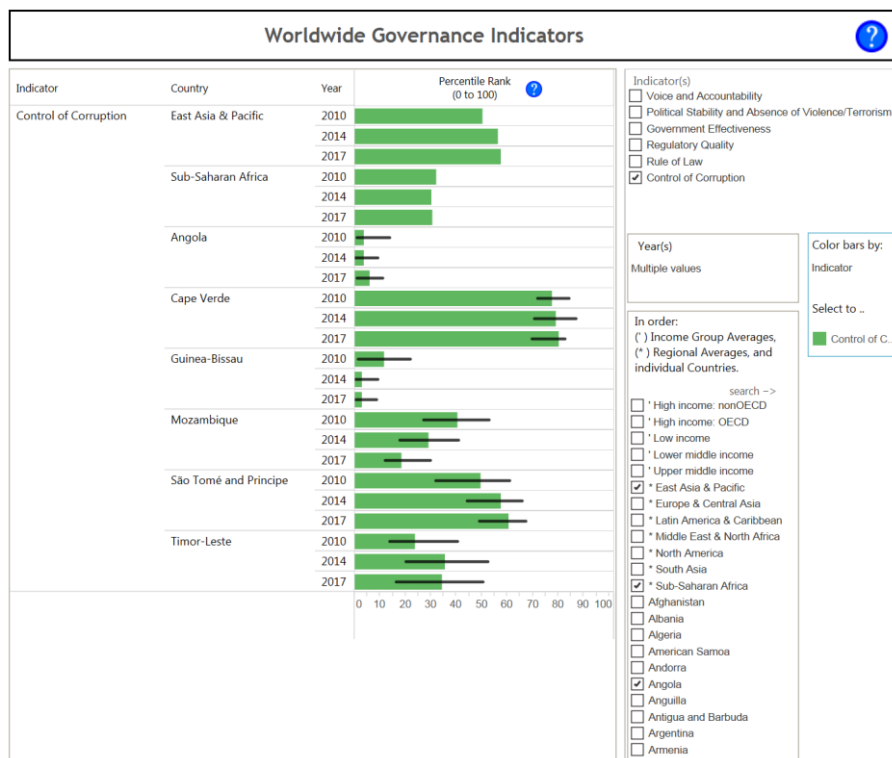 Worldwide Governance Indicators
?
Indicator Country Year Percentile Rank
(0 to 100) ?
Control of Corruption East Asia & Pacific 2010
2014
2017
Sub-Saharan Africa 2010
2014
2017
Angola 2010
2014
2017
Cape Verde 2010
2014
2017
Guinea-Bissau 2010
2014
2017
Mozambique 2010
2014
2017
São Tomé and Principe 2010
2014
2017
Timor-Leste 2010
2014
2017
0 10 20 30 40 50 60 70 80 90 100
Indicator(s)
Voice and Accountability
Political Stability and Absence of Violence/Terrorism
Government Effectiveness
Regulatory Quality
Rule of Law
Control of Corruption
Year(s)
Multiple values
Color bars by:
Indicator
Select to ..
Control of C..
In order:
(' ) Income Group Averages,
(* ) Regional Averages, and
individual Countries.
search −>
' High income: nonOECD
' High income: OECD
' Low income
' Lower middle income
' Upper middle income
* East Asia & Pacific
* Europe & Central Asia
* Latin America & Caribbean
* Middle East & North Africa
* North America
* South Asia
* Sub-Saharan Africa
Afghanistan
Albania
Algeria
American Samoa
Andorra
Angola
Anguilla
Antigua and Barbuda
Argentina
Armenia